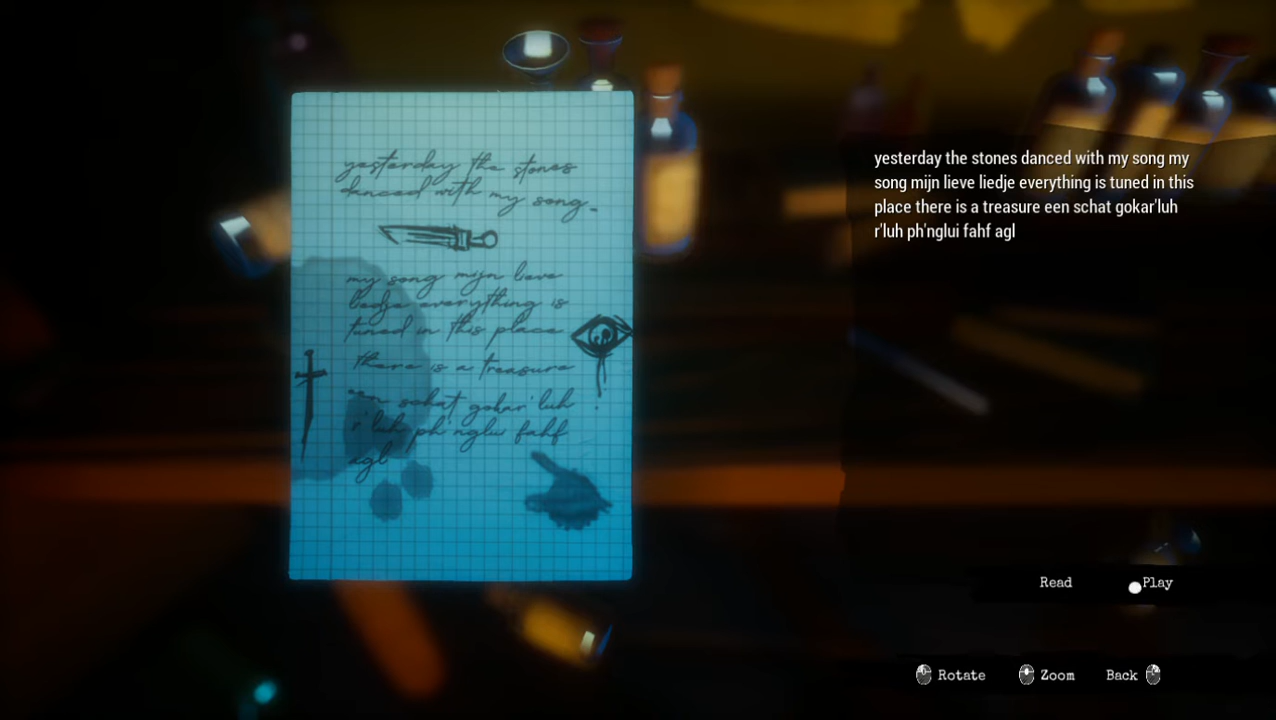 yesterday the stones
danced with my song_
my song mijn lieve
liedje everything is
tuned in this place
there is a treasure
een schat gokar'luh
r'luh ph'nglui fahf
agl
yesterday the stones danced with my song my
song mijn lieve liedje everything is tuned in this
place there is a treasure een schat gokar'luh
r'luh ph'nglui fahf agl
Read Play
Rotate Zoom Back